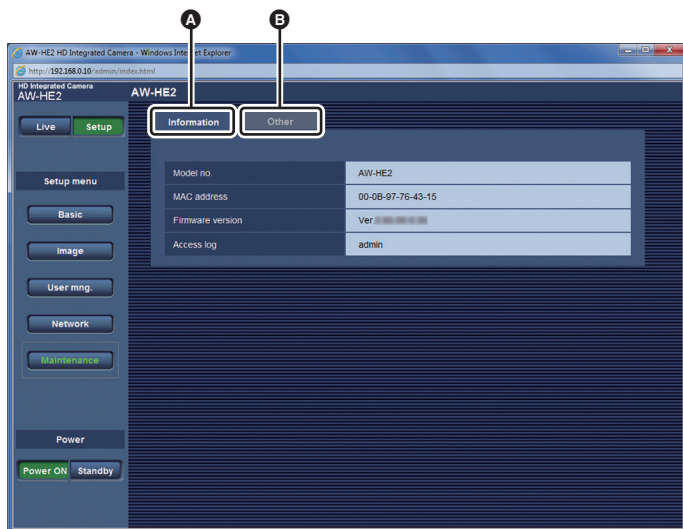 A B
AW-HE2 HD Integrated Camera - Windows Internet Explorer
http://192.168.0.10/admin/index.html
HD Integrated Camera
AW-HE2
AW-HE2
Live Setup
Information Other
Setup menu
Model no. AW-HE2
MAC address 00-0B-97-76-43-15
Firmware version Ver.
Access log admin
Basic
Image
User mng.
Network
Maintenance
Power
Power ON Standby